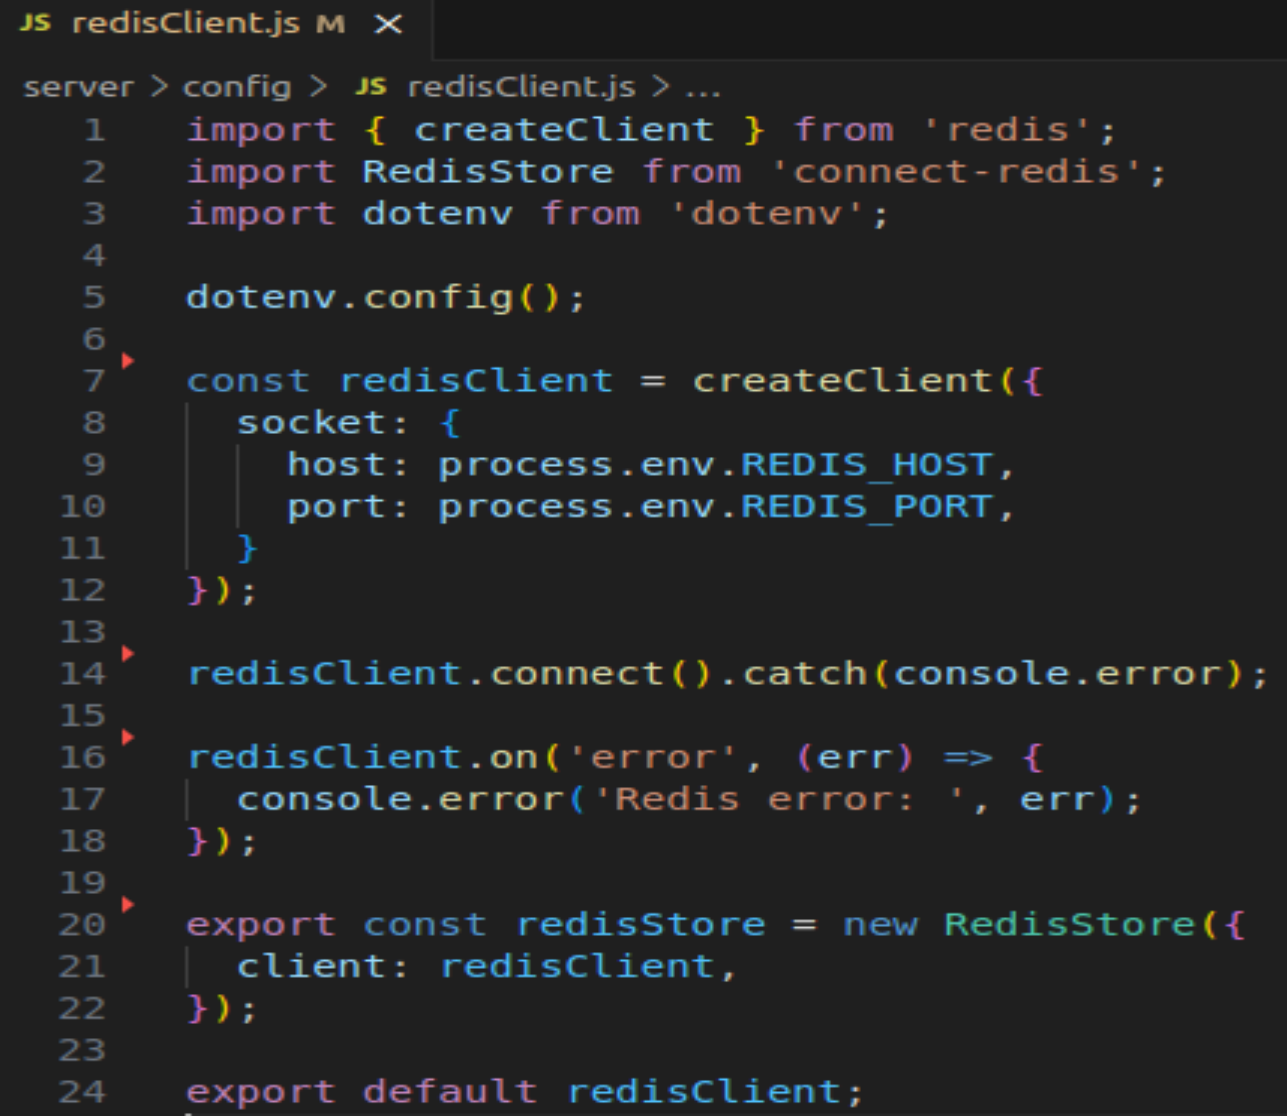 JS redisClient.js M ×
server > config > JS redisClient.js > ...
1 import { createClient } from 'redis';
2 import RedisStore from 'connect-redis';
3 import dotenv from 'dotenv';
4
5 dotenv.config();
6
7 const redisClient = createClient({
8   socket: {
9     host: process.env.REDIS_HOST,
10     port: process.env.REDIS_PORT,
11   }
12 });
13
14 redisClient.connect().catch(console.error);
15
16 redisClient.on('error', (err) => {
17   console.error('Redis error: ', err);
18 });
19
20 export const redisStore = new RedisStore({
21   client: redisClient,
22 });
23
24 export default redisClient;